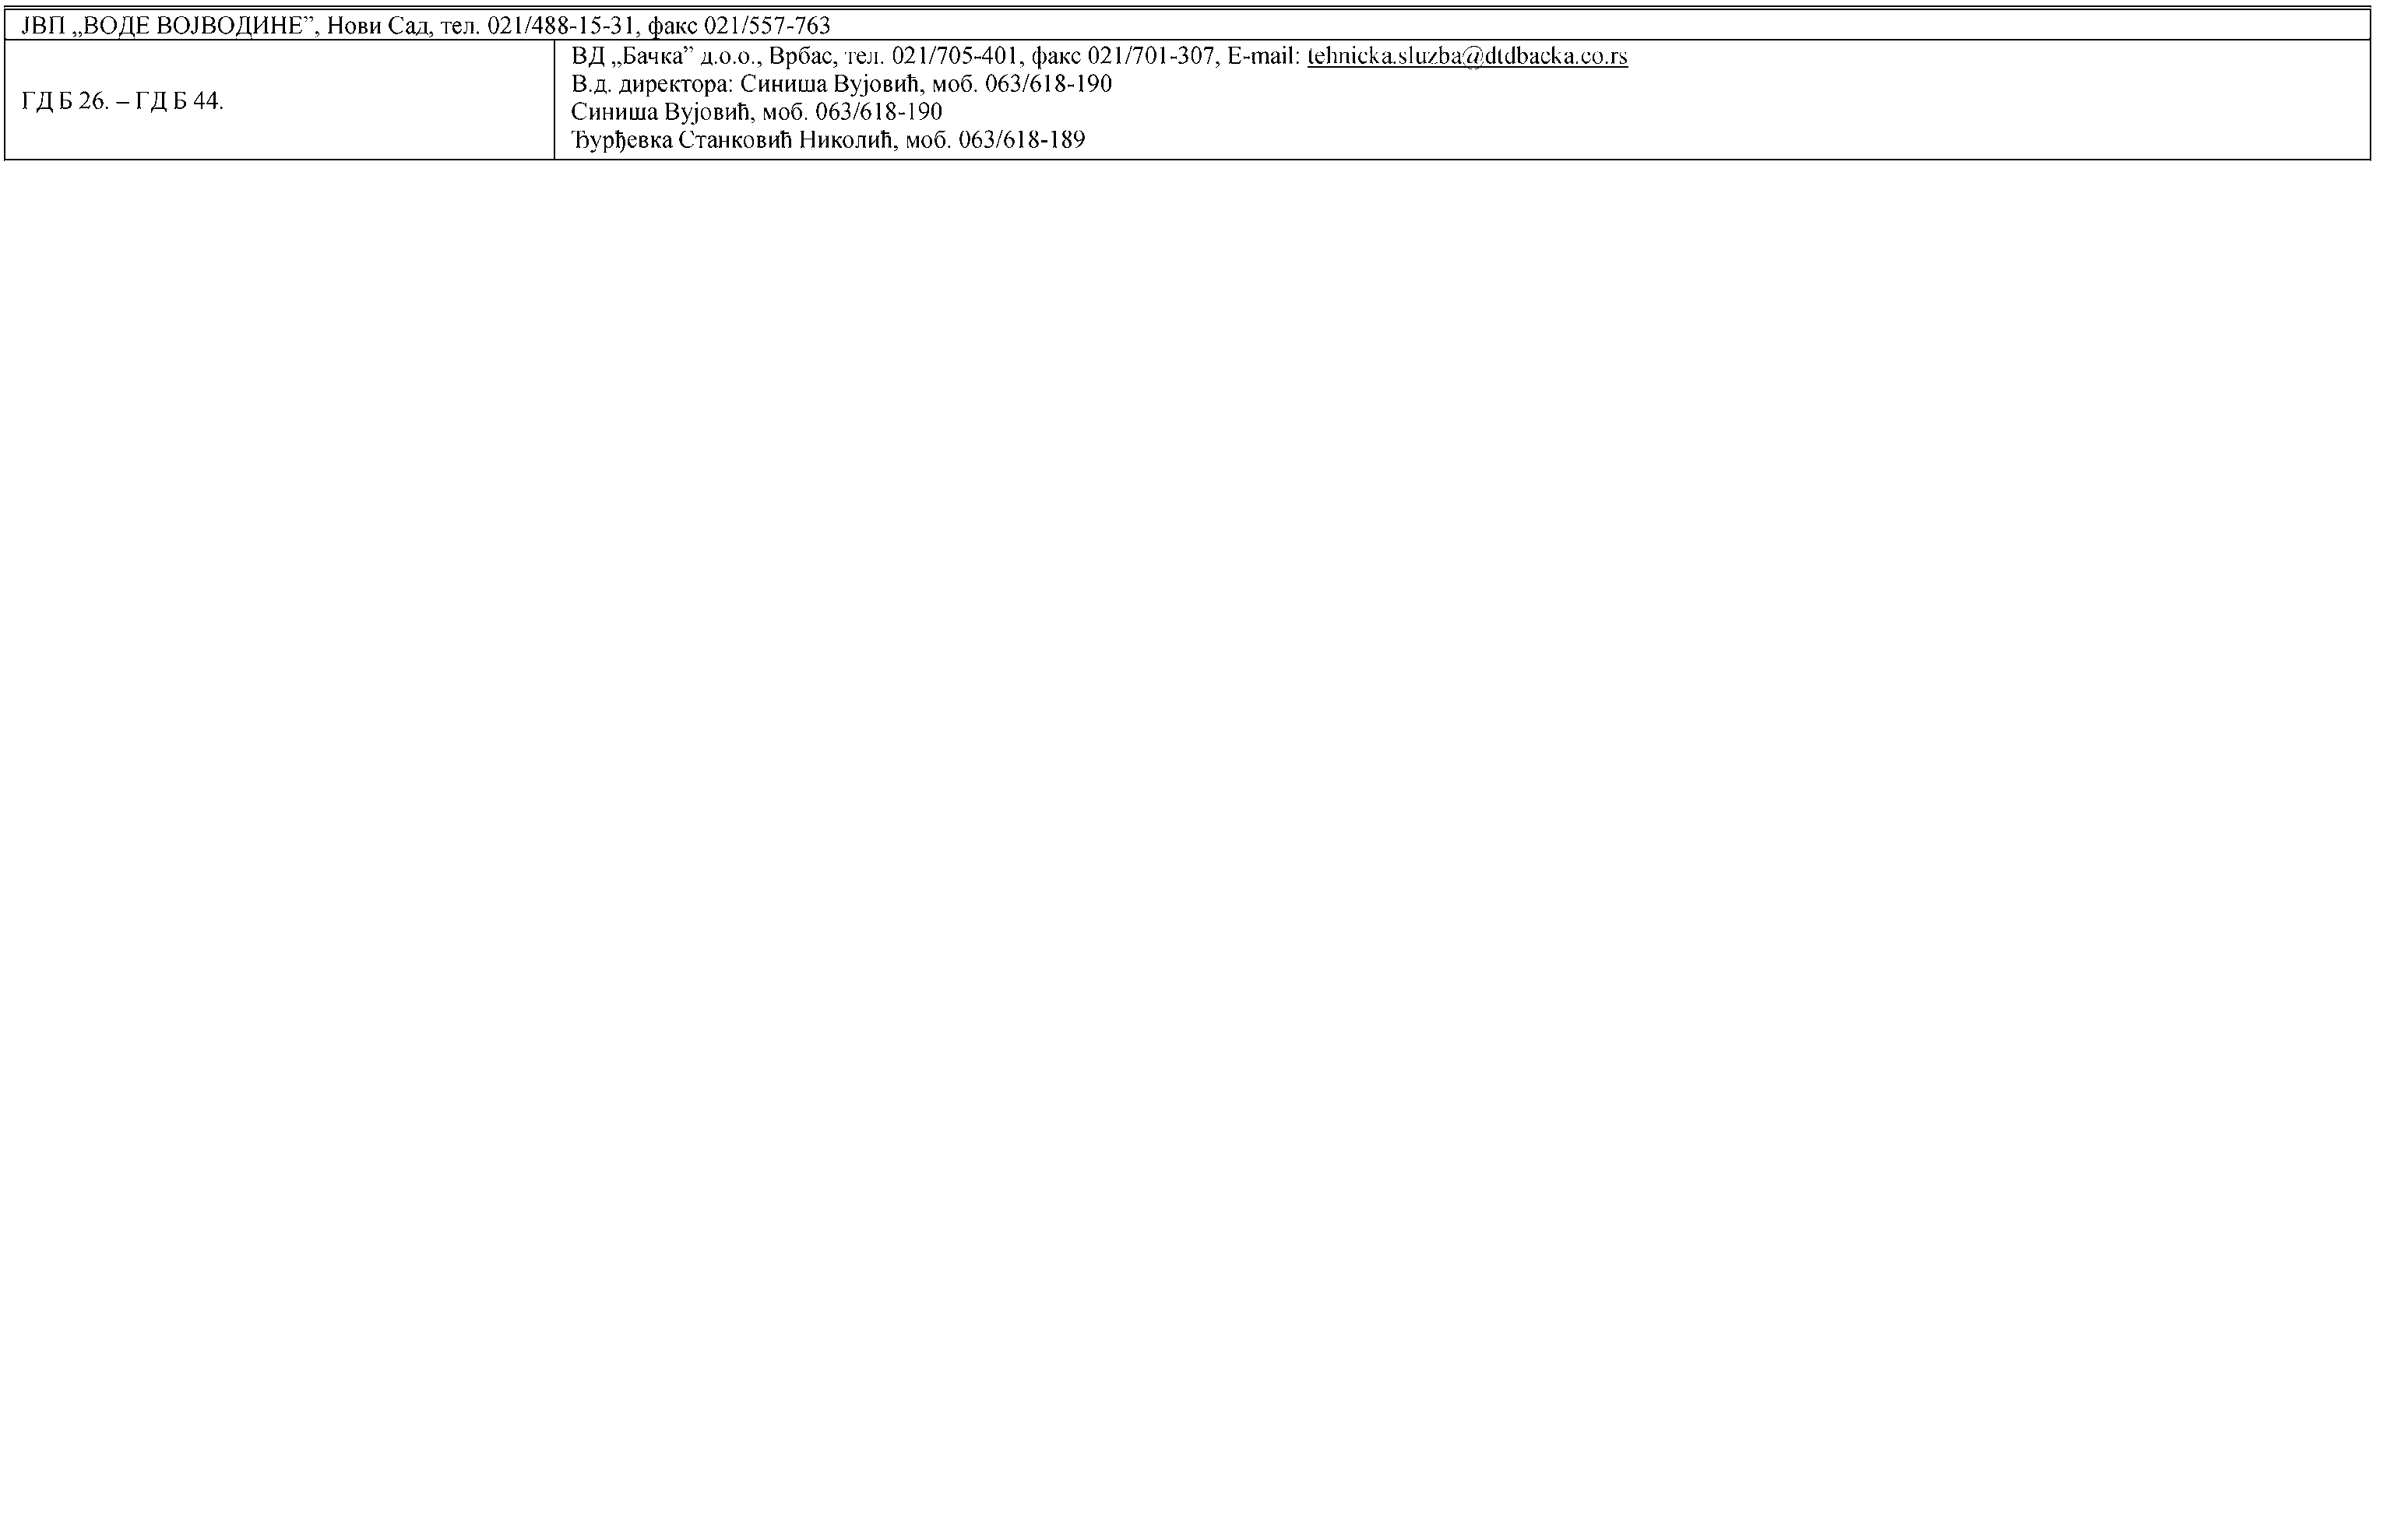 ЈВП „ВОДЕ ВОЈВОДИНЕ”, Нови Сад, тел. 021/488-15-31, факс 021/557-763
ГД Б 26. – ГД Б 44.
ВД „Бачка” д.о.о., Врбас, тел. 021/705-401, факс 021/701-307, E-mail: tehnicka.sluzba@dtdbacka.co.rs
В.д. директора: Синиша Вујовић, моб. 063/618-190
Синиша Вујовић, моб. 063/618-190
Ђурђевка Станковић Николић, моб. 063/618-189